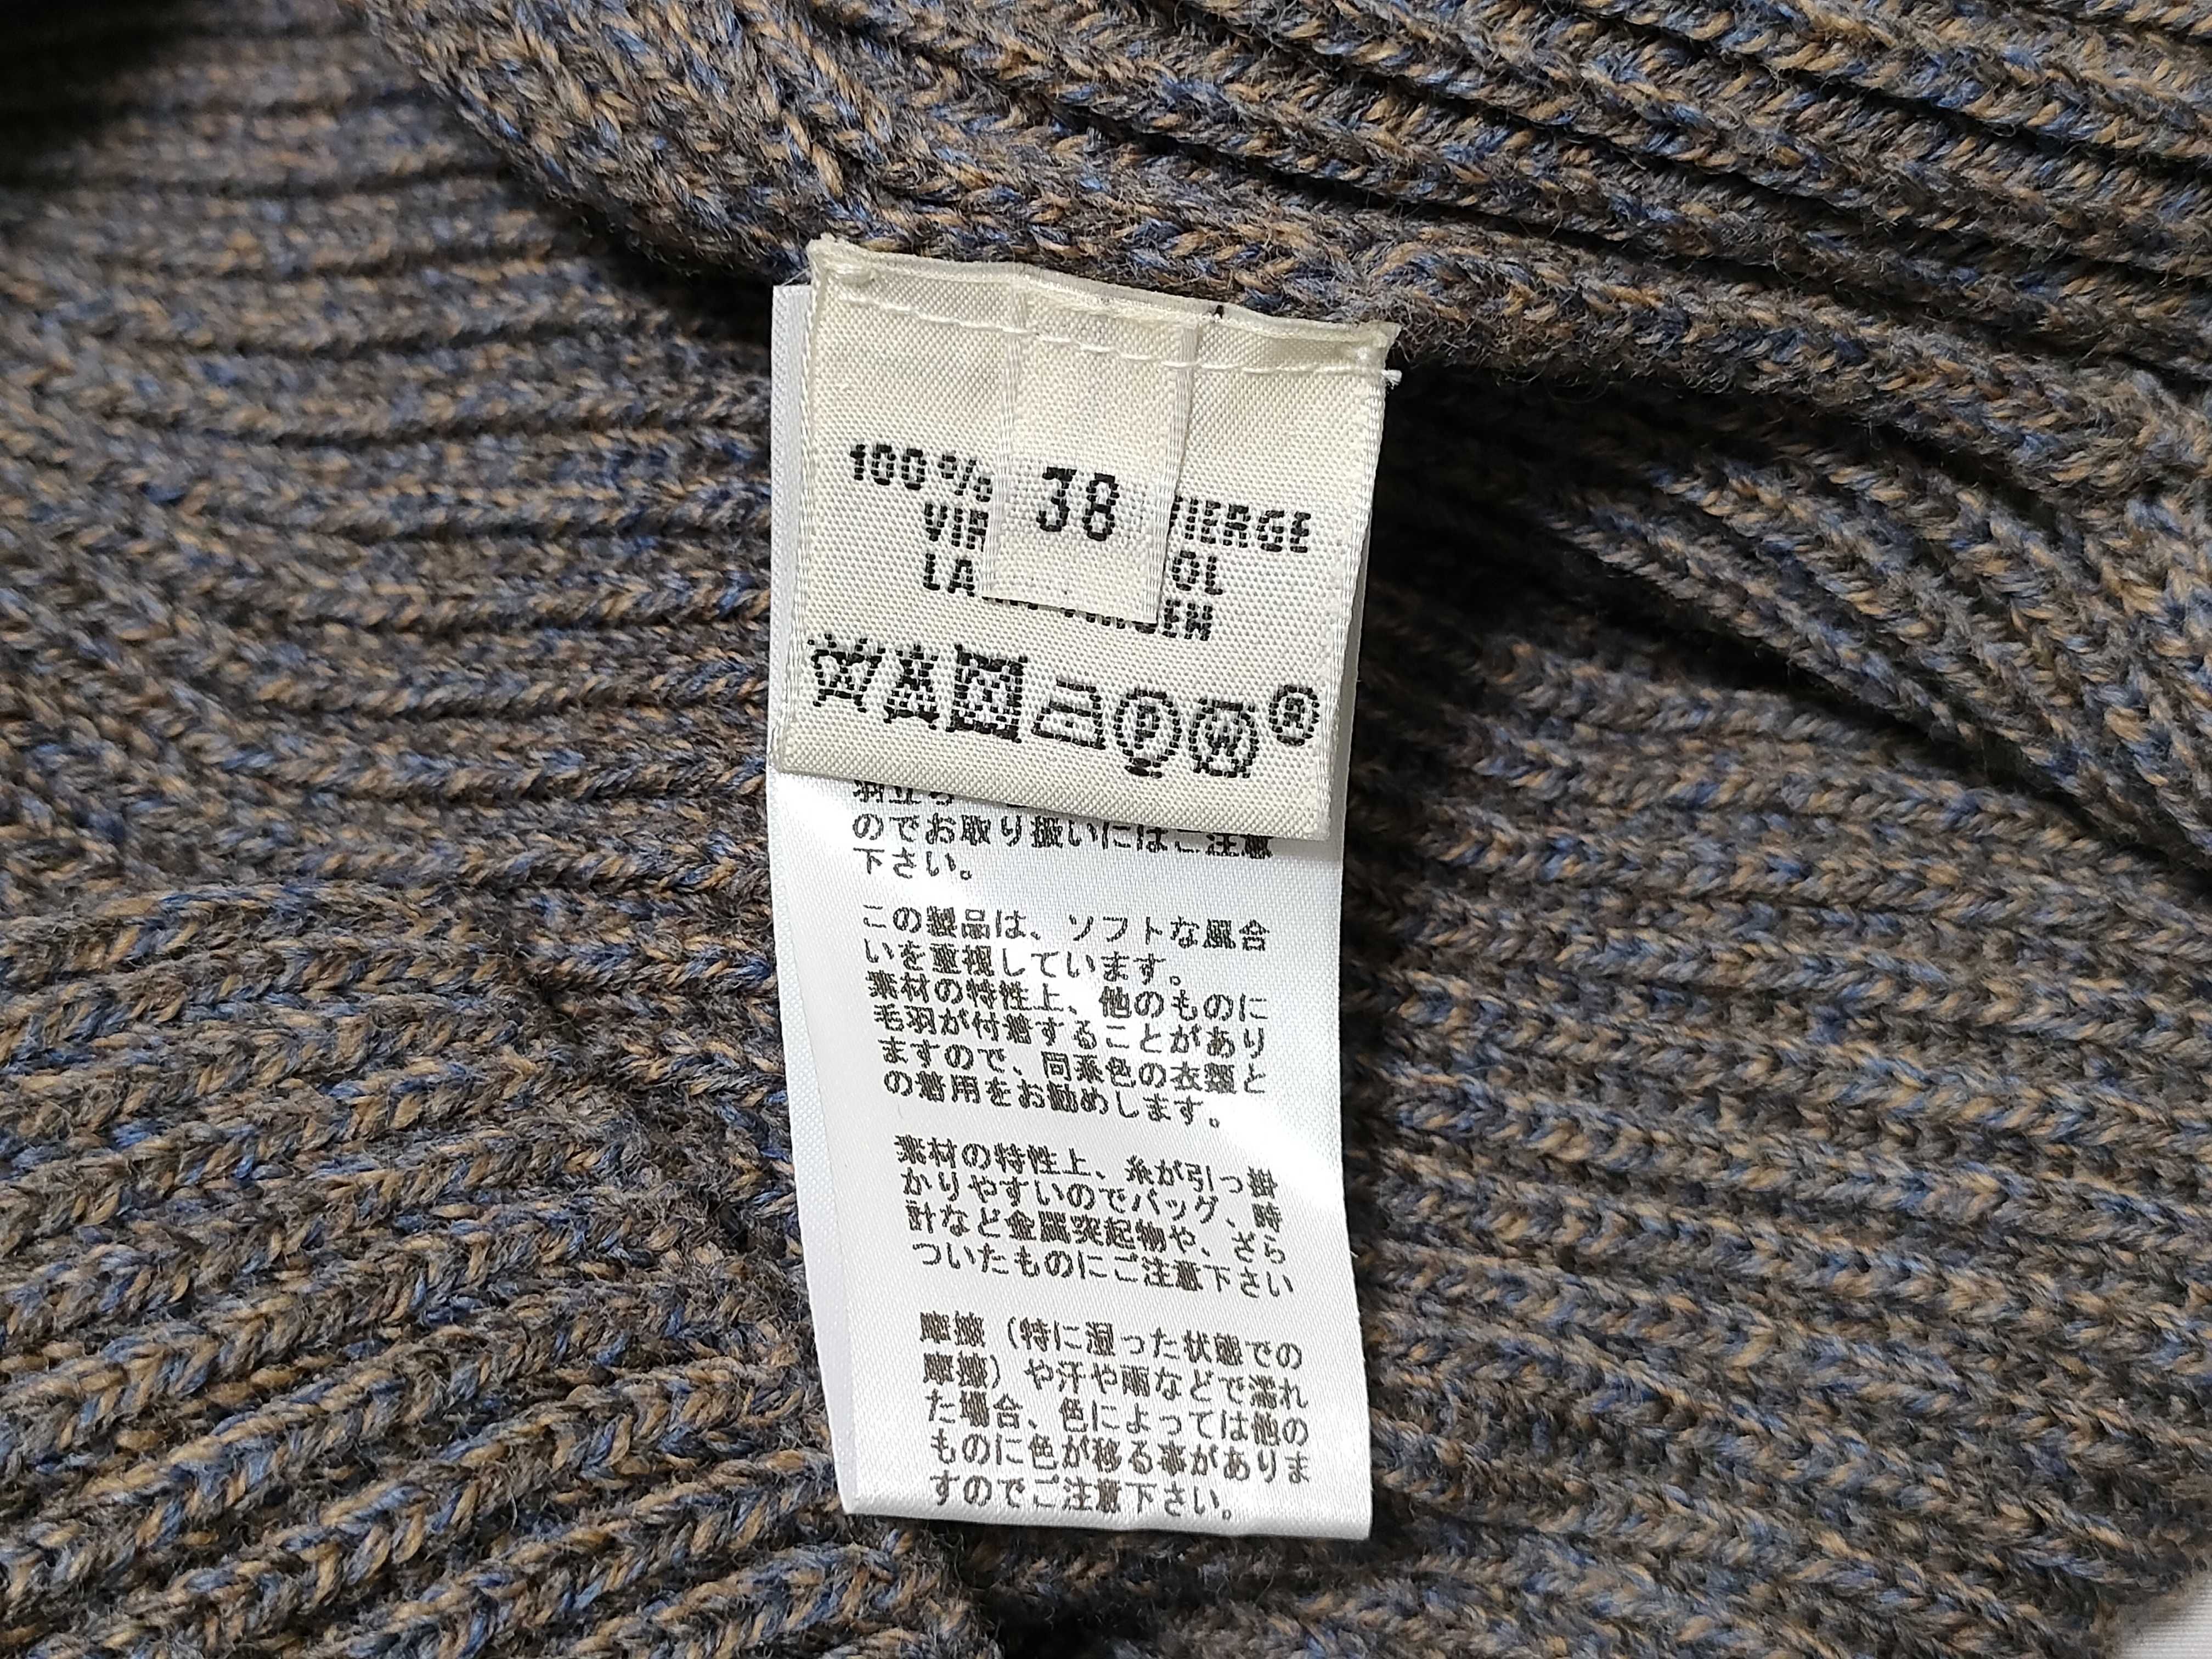 100%
38
VIERGE
VIR
OL
LA
のでお取り扱いにはご注意
下さい。
この製品は、ソフトな風合
いを重視しています。
素材の特性上、他のものに
毛羽が付着することがあり
ますので、同系色の衣類と
の着用をお勧めします。
素材の特性上、糸が引っ掛
かりやすいのでバッグ、時
計など金属突起物や、ざら
ついたものにご注意下さい
摩擦（特に湿った状態での
摩擦）や汗や雨などで濡れ
た場合、色によっては他の
ものに色が移る事がありま
すのでご注意下さい。
P
W
R